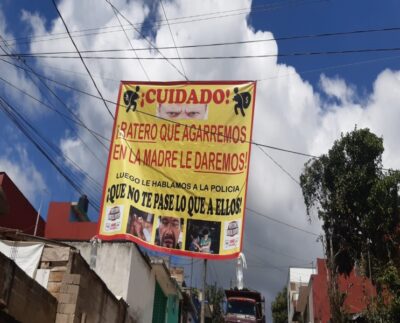 ¡CUIDADO!
¡RATERO QUE AGARREMOS
EN LA MADRE LE DAREMOS!
LUEGO LE HABLAMOS A LA POLICIA
¡QUE NO TE PASE LO QUE A ELLOS!